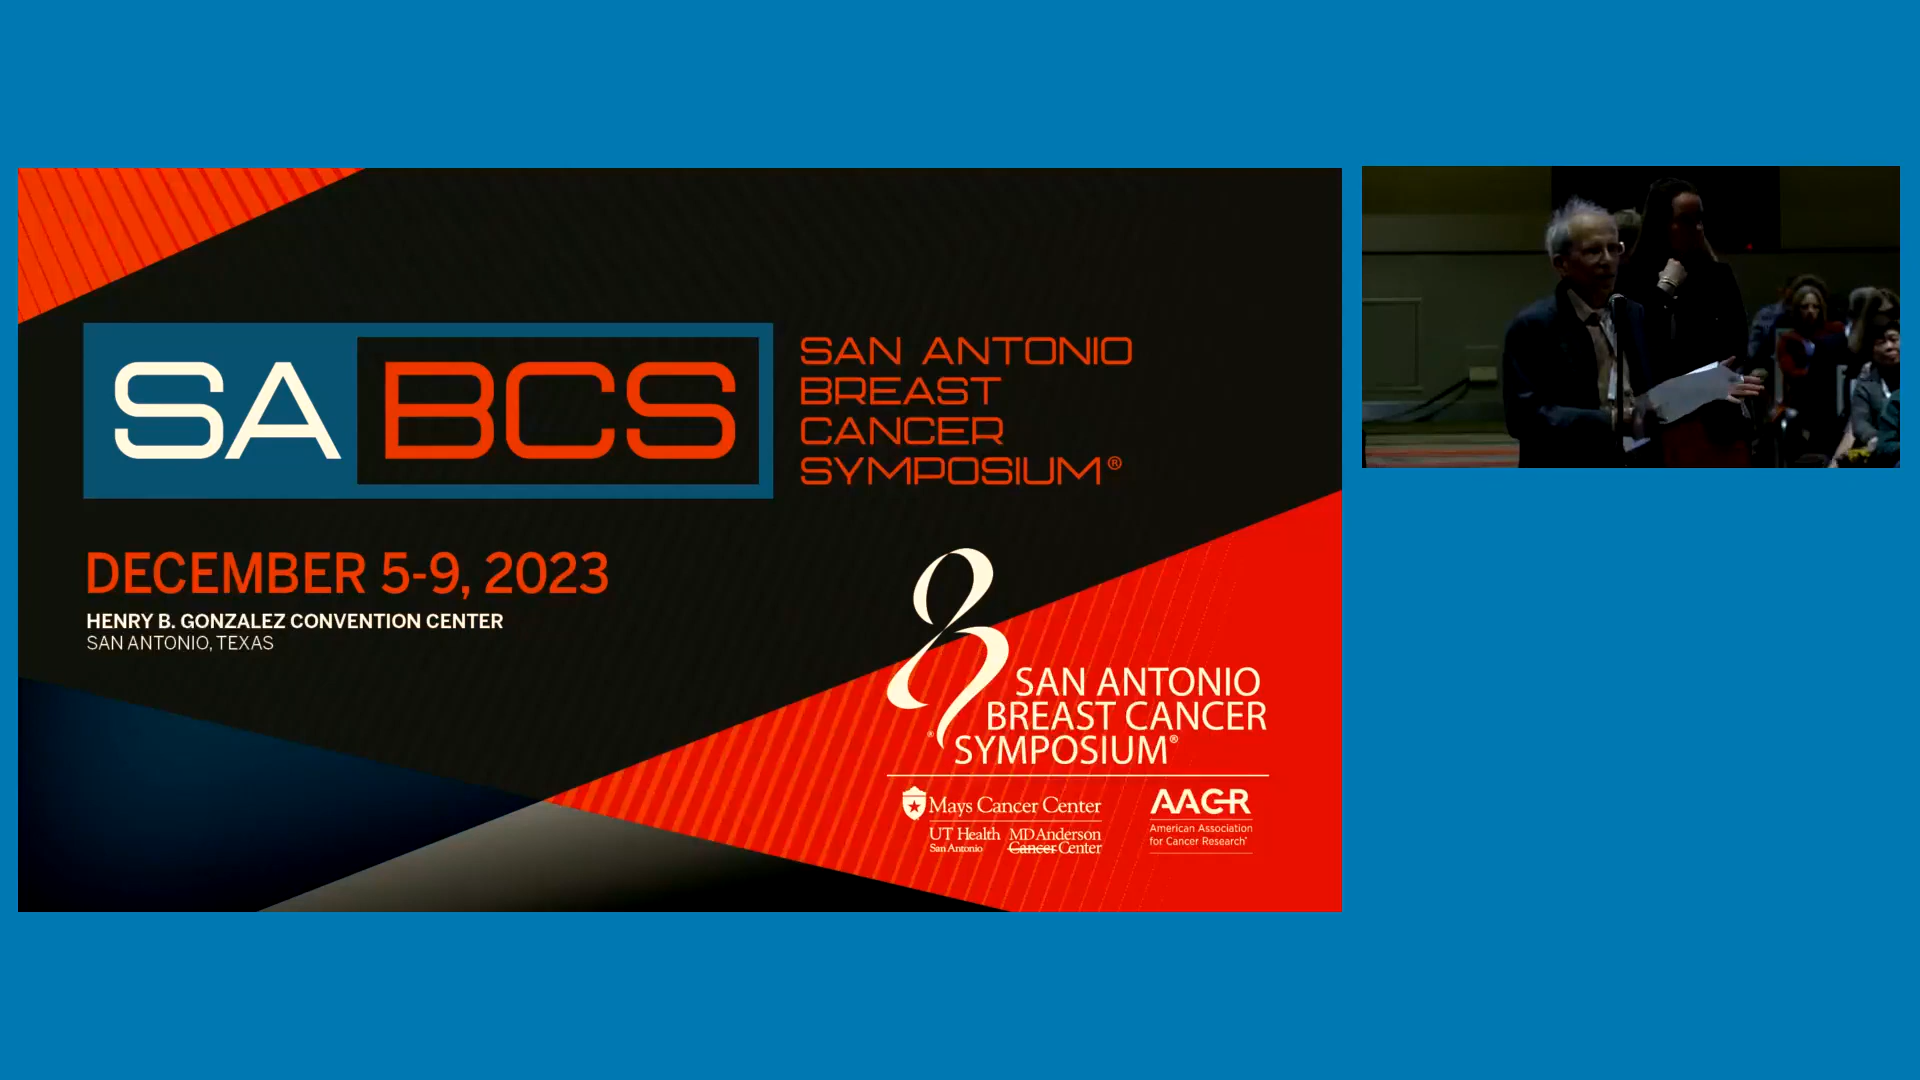 SA BCS
SAN ANTONIO
BREAST
CANCER
SYMPOSIUM®
DECEMBER 5-9, 2023
HENRY B. GONZALEZ CONVENTION CENTER
SAN ANTONIO, TEXAS
SAN ANTONIO
BREAST CANCER
® SYMPOSIUM®
Mays Cancer Center
UT Health
San Antonio
MD Anderson
Cancer Center
AACR
American Association
for Cancer Research®